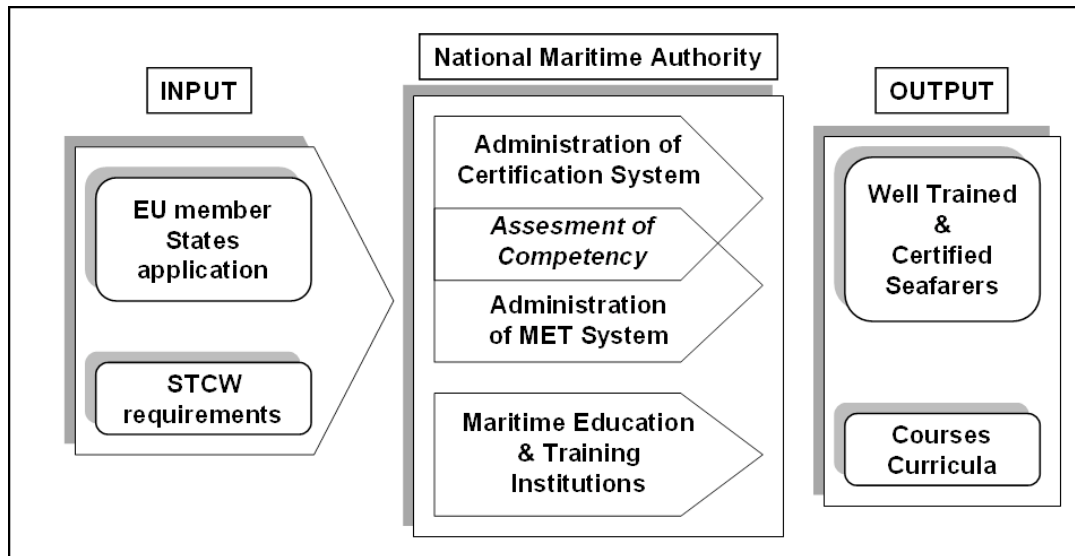 INPUT
EU member
States
application
STCW
requirements
National Maritime Authority
Administration of
Certification System
Assesment of
Competency
Administration
of MET System
Maritime Education
& Training
Institutions
OUTPUT
Well Trained
&
Certified
Seafarers
Courses
Curricula